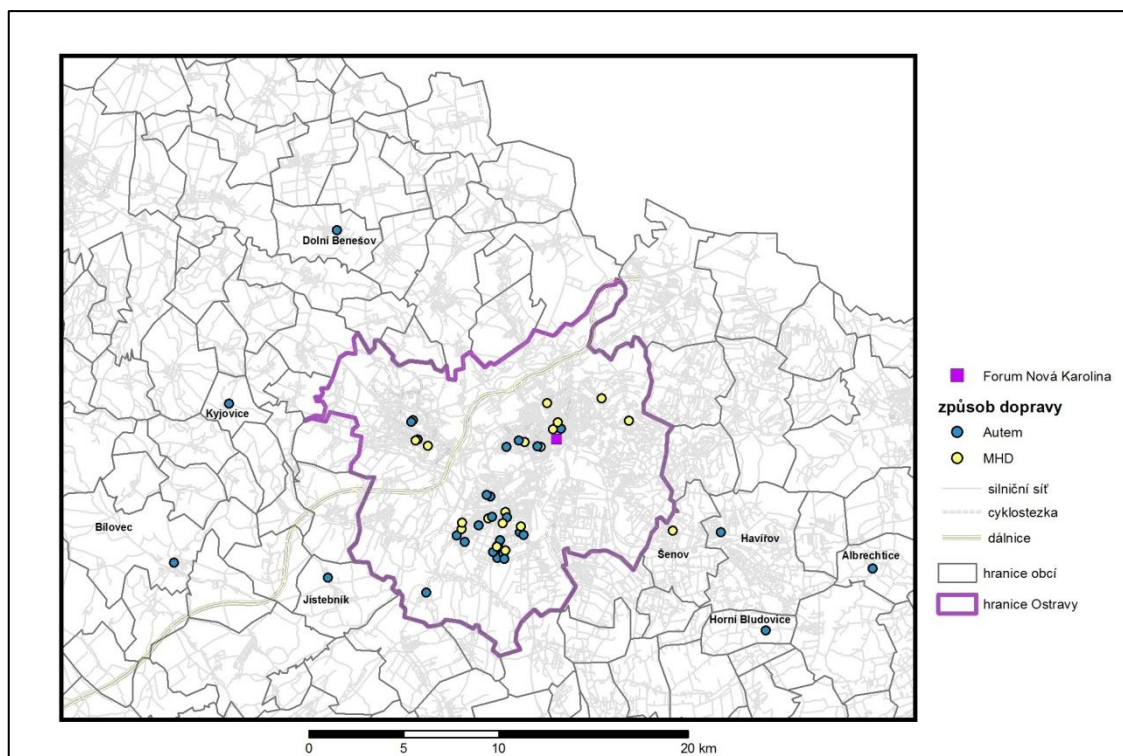 Dolní Benešov
Kyjovice
Bílovec
Jistebník
Šenov
Havířov
Albrechtice
Horní Bludovice
Forum Nová Karolina
způsob dopravy
Autem
MHD
silniční síť
cyklostezka
dálnice
hranice obcí
hranice Ostravy
0 5 10 20 km